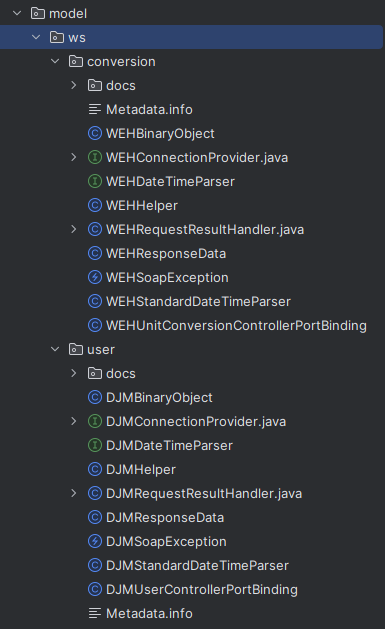 model
ws
conversion
docs
Metadata.info
WEHBinaryObject
WEHConnectionProvider.java
WEHDateTimeParser
WEHHelper
WEHRequestResultHandler.java
WEHResponseData
WEHSoapException
WEHStandardDateTimeParser
WEHUnitConversionControllerPortBinding
user
docs
DJMBinaryObject
DJMConnectionProvider.java
DJMDateTimeParser
DJMHelper
DJMRequestResultHandler.java
DJMResponseData
DJMSoapException
DJMStandardDateTimeParser
DJMUserControllerPortBinding
Metadata.info